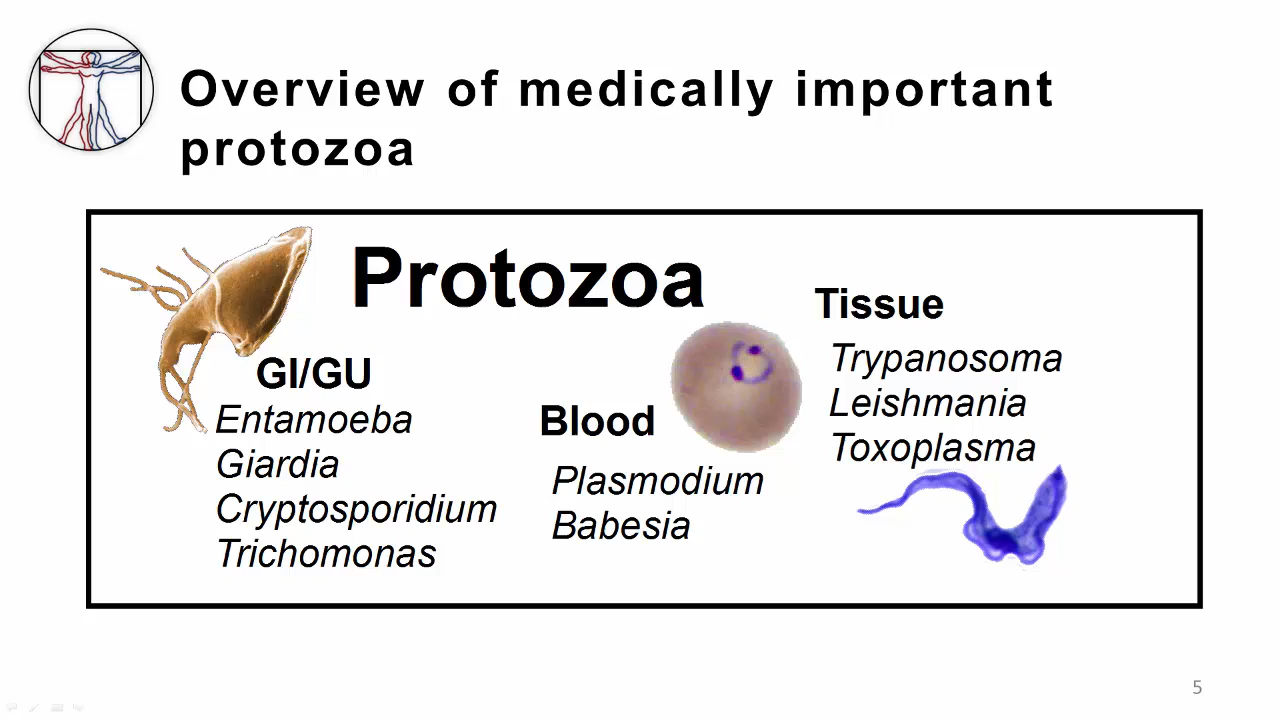 Overview of medically important
protozoa
Protozoa
GI/GU
Entamoeba
Giardia
Cryptosporidium
Trichomonas
Blood
Plasmodium
Babesia
Tissue
Trypanosoma
Leishmania
Toxoplasma
5